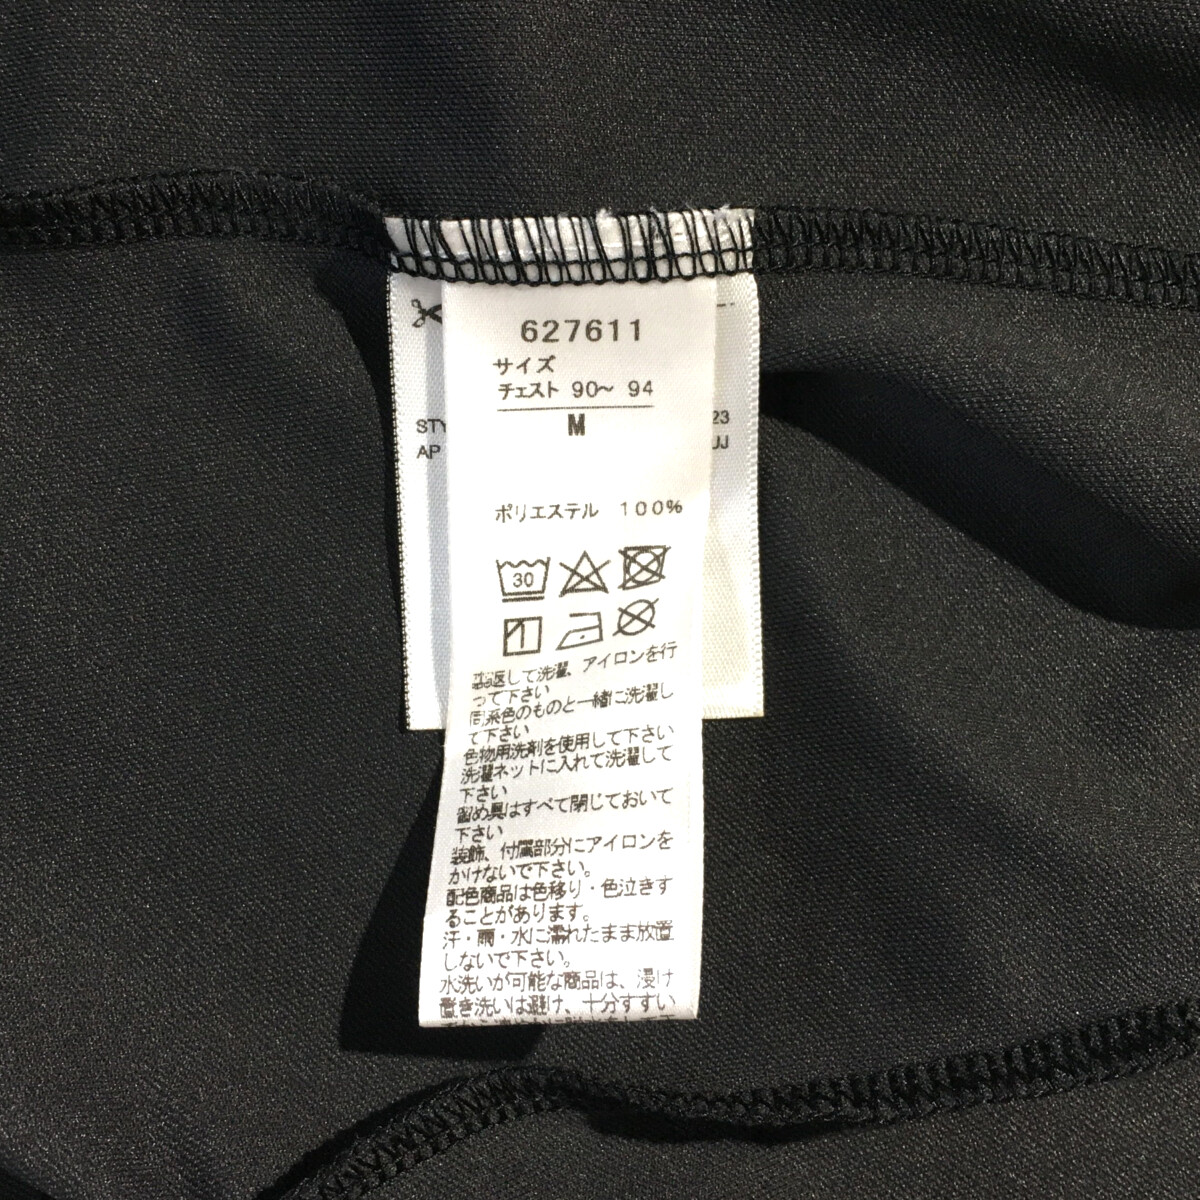 627611
サイズ
チェスト 90～ 94
M
STY
23
AP
JJ
ポリエステル 100%
30
裏返して洗濯、アイロンを行
って下さい
同系色のものと一緒に洗濯し
て下さい
色物用洗剤を使用して下さい
洗濯ネットに入れて洗濯して
下さい
留め具はすべて閉じておいて
下さい
装飾、付属部分にアイロンを
かけないで下さい。
配色商品は色移り・色泣きす
ることがあります。
汗・雨・水に濡れたまま放置
しないで下さい。
水洗いが可能な商品は、浸け
置き洗いは避け、十分すすい